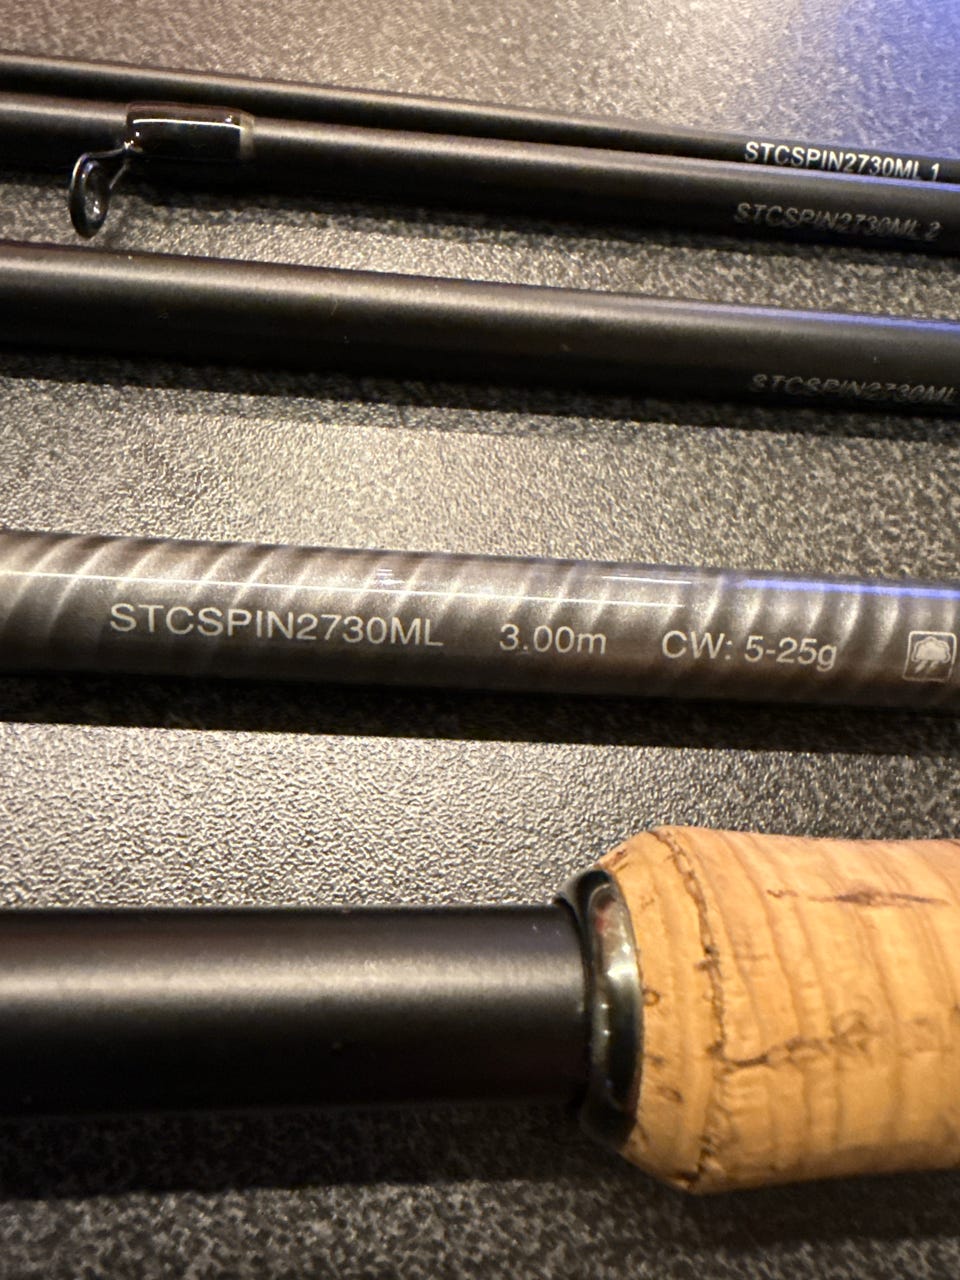 STCSPIN2730ML 1
STCSPIN2730ML 2
STCSPIN2730ML
STCSPIN2730ML 3.00m CW: 5-25g